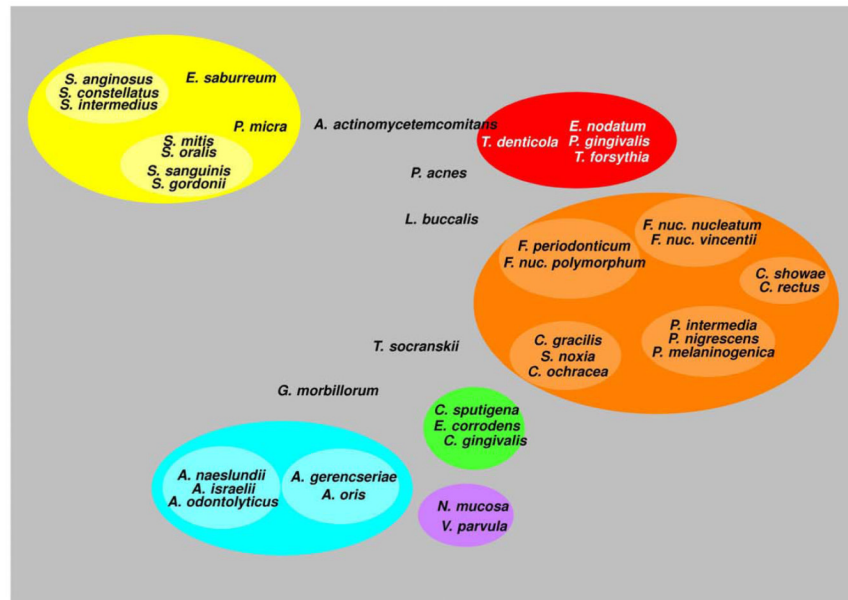 S. anginosus
S. constellatus
S. intermedius
E. saburreum
P. micra
S. mitis
S. oralis
S. sanguinis
S. gordonii
A. actinomycetemcomitans
P. acnes
L. buccalis
T. denticola
E. nodatum
P. gingivalis
T. forsythia
F. periodonticum
F. nuc. polymorphum
F. nuc. nucleatum
F. nuc. vincentii
C. showae
C. rectus
C. gracilis
S. noxia
C. ochracea
P. intermedia
P. nigrescens
P. melaninogenica
T. socranskii
G. morbillorum
C. sputigena
E. corrodens
C. gingivalis
A. naeslundii
A. israelii
A. odontolyticus
A. gerencseriae
A. oris
N. mucosa
V. parvula